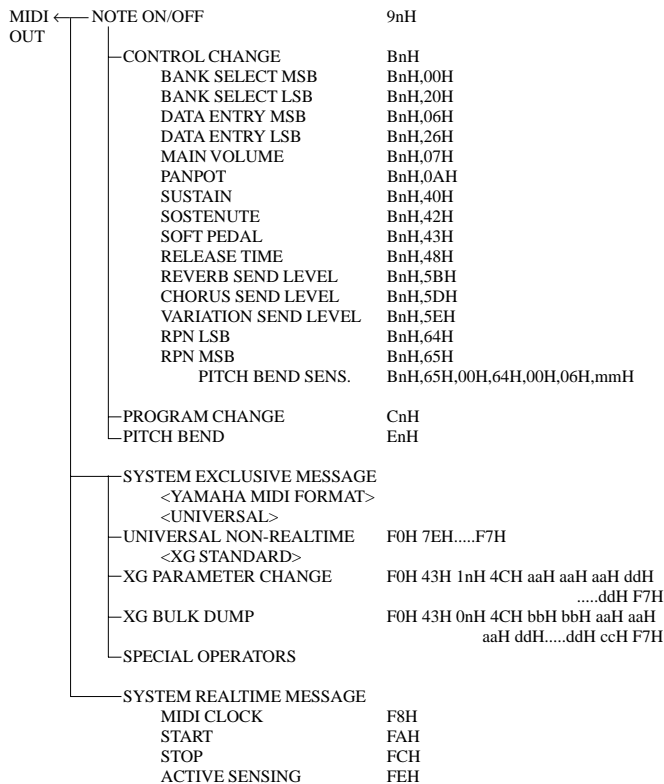 MIDI NOTE ON/OFF 9nH
OUT
CONTROL CHANGE BnH
BANK SELECT MSB BnH,00H
BANK SELECT LSB BnH,20H
DATA ENTRY MSB BnH,06H
DATA ENTRY LSB BnH,26H
MAIN VOLUME BnH,07H
PANPOT BnH,0AH
SUSTAIN BnH,40H
SOSTENUTE BnH,42H
SOFT PEDAL BnH,43H
RELEASE TIME BnH,48H
REVERB SEND LEVEL BnH,5BH
CHORUS SEND LEVEL BnH,5DH
VARIATION SEND LEVEL BnH,5EH
RPN LSB BnH,64H
RPN MSB BnH,65H
PITCH BEND SENS. BnH,65H,00H,64H,00H,06H,mmH
PROGRAM CHANGE CnH
PITCH BEND EnH
SYSTEM EXCLUSIVE MESSAGE
<YAMAHA MIDI FORMAT>
<UNIVERSAL>
UNIVERSAL NON-REALTIME F0H 7EH.....F7H
<XG STANDARD>
XG PARAMETER CHANGE F0H 43H 1nH 4CH aaH aaH aaH ddH
.....ddH F7H
XG BULK DUMP F0H 43H 0nH 4CH bbH bbH aaH aaH
aaH ddH.....ddH ccH F7H
SPECIAL OPERATORS
SYSTEM REALTIME MESSAGE
MIDI CLOCK F8H
START FAH
STOP FCH
ACTIVE SENSING FEH